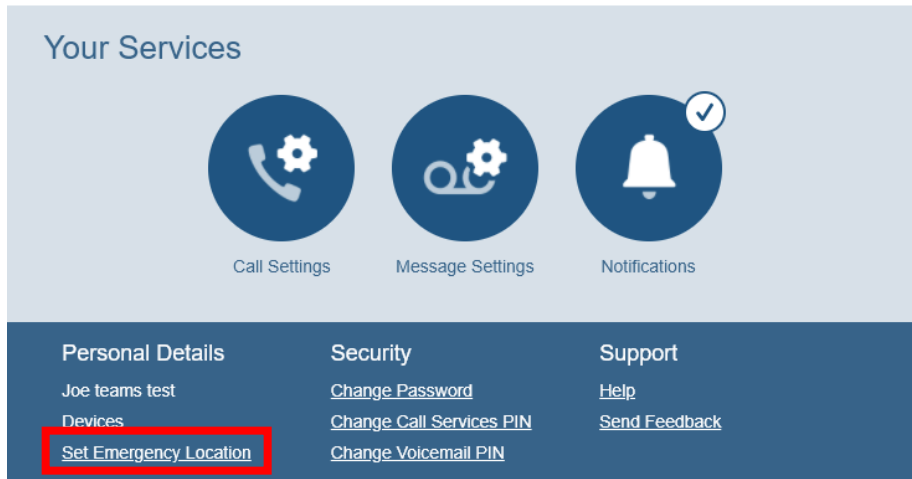 Your Services
Call Settings
Message Settings
Notifications
Personal Details
Joe teams test
Devices
Set Emergency Location
Security
Change Password
Change Call Services PIN
Change Voicemail PIN
Support
Help
Send Feedback